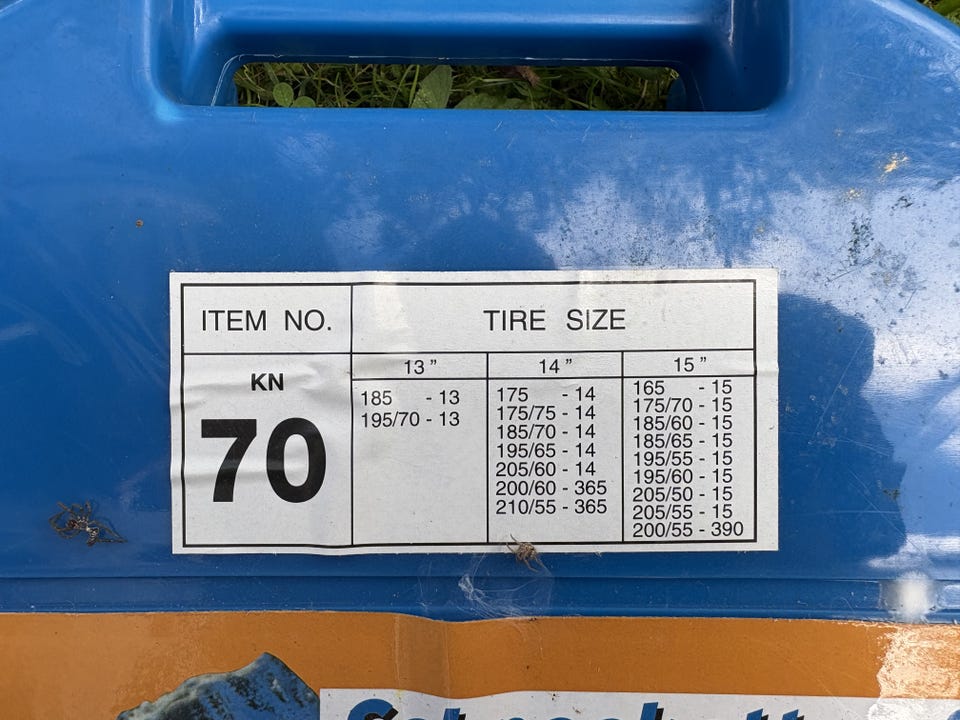 ITEM NO. TIRE SIZE
13" 14" 15"
KN
70
185 - 13
195/70 - 13
175 - 14
175/75 - 14
185/70 - 14
195/65 - 14
205/60 - 14
200/60 - 365
210/55 - 365
165 - 15
175/70 - 15
185/60 - 15
185/65 - 15
195/55 - 15
195/60 - 15
205/50 - 15
205/55 - 15
200/55 - 390